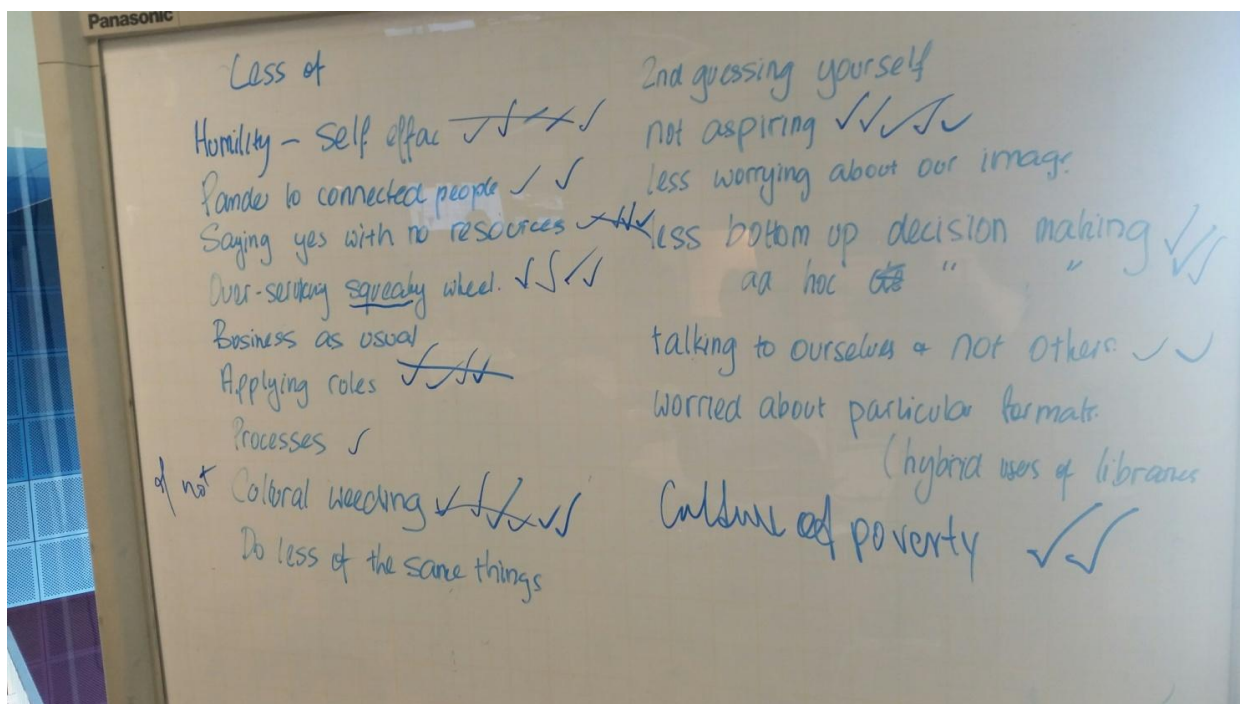 Panasonic
Less of
Humility - Self effac ✓✓✓✓✓
Pander to connected people ✓ ✓
Saying yes with no resources ✓✓✓✓
Over-serving squeaky wheel. ✓✓✓✓
Business as usual
Applying roles ✓✓✓✓
Processes ✓
of not Cultural weeding ✓✓✓✓✓✓
Do less of the same things
2nd guessing yourself
not aspiring ✓✓✓✓✓
less worrying about our image
less bottom up decision making ✓✓✓
ad hoc " "
talking to ourselves & not others. ✓ ✓
worried about particular formats.
(hybrid users of libraries
Culture of poverty ✓✓